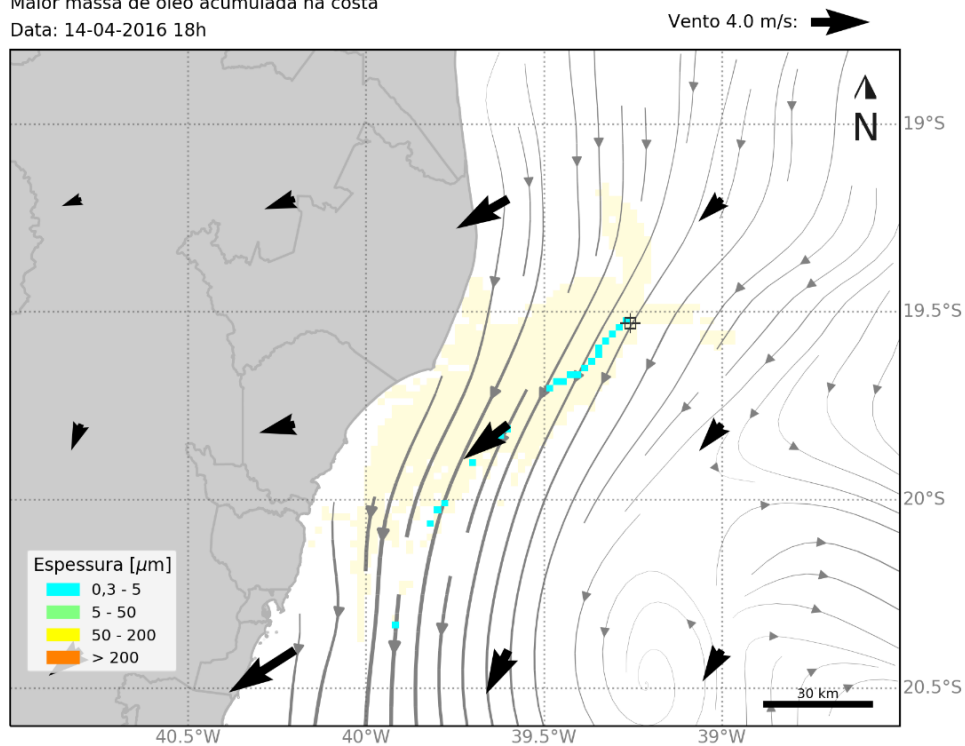 Maior massa de óleo acumulada na costa
Data: 14-04-2016 18h
Vento 4.0 m/s:
N
19°S
19.5°S
20°S
20.5°S
Espessura [μm]
0,3 - 5
5 - 50
50 - 200
> 200
30 km
40.5°W
40°W
39.5°W
39°W